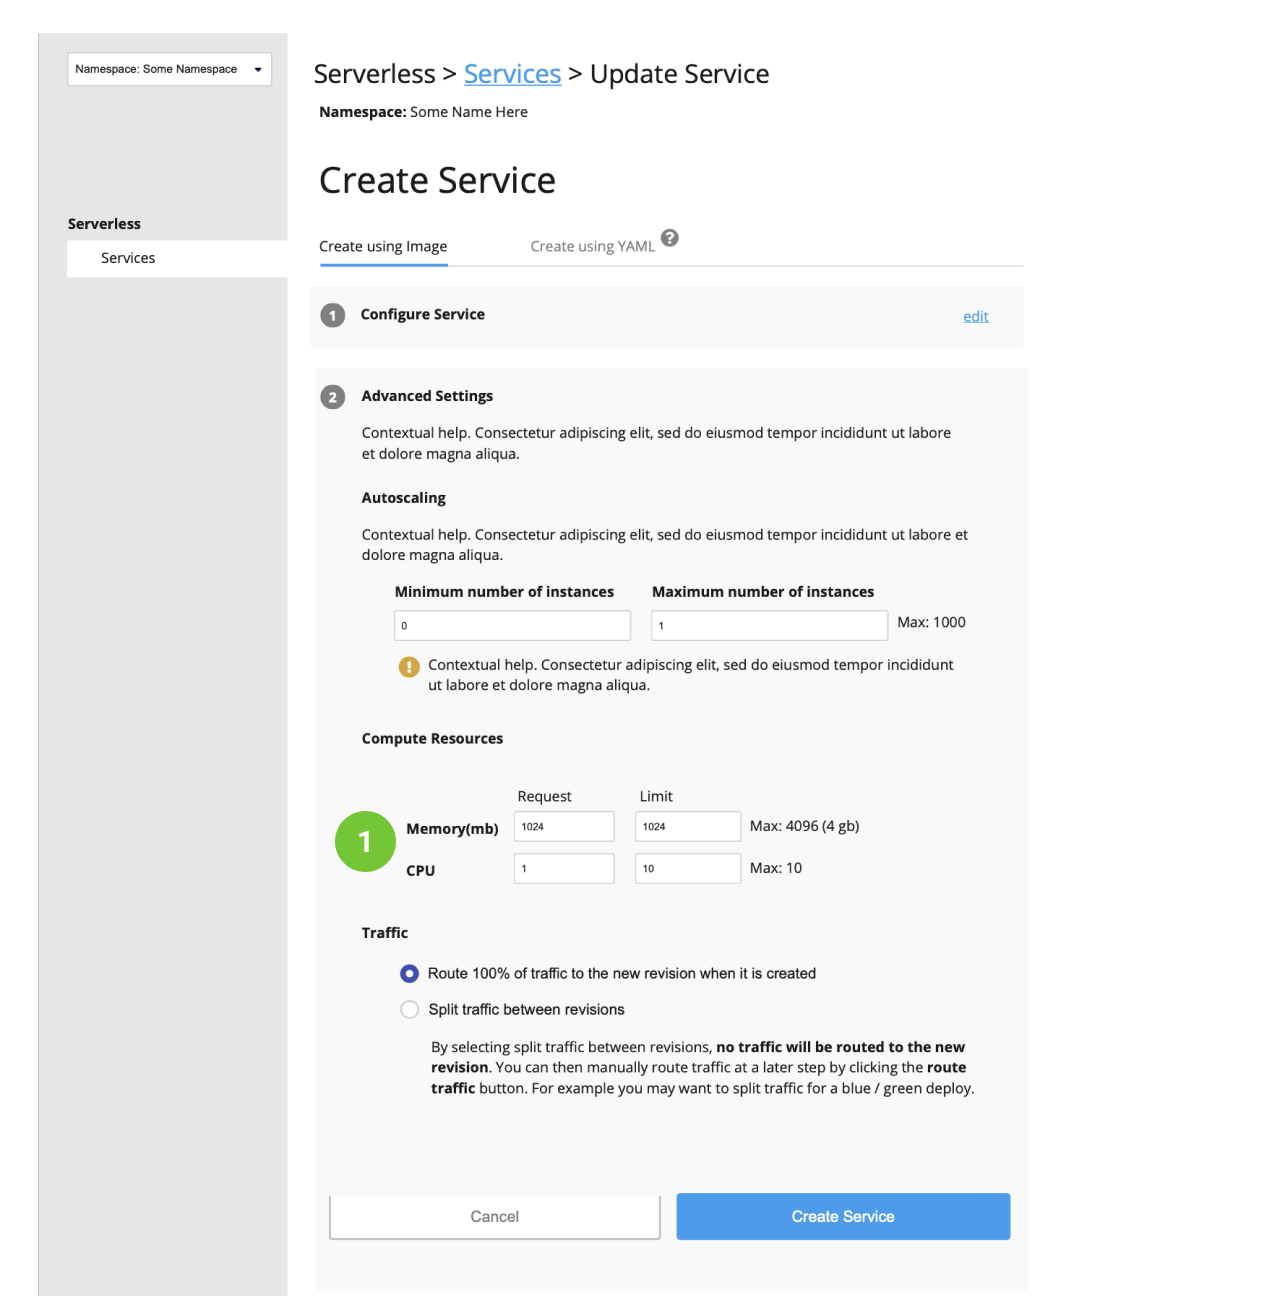 Namespace: Some Namespace
Serverless > Services > Update Service
Namespace: Some Name Here
Create Service
Serverless
Services
Create using Image
Create using YAML ?
1 Configure Service
edit
2 Advanced Settings
Contextual help. Consectetur adipiscing elit, sed do eiusmod tempor incididunt ut labore
et dolore magna aliqua.
Autoscaling
Contextual help. Consectetur adipiscing elit, sed do eiusmod tempor incididunt ut labore et
dolore magna aliqua.
Minimum number of instances
Maximum number of instances
0
1
Max: 1000
! Contextual help. Consectetur adipiscing elit, sed do eiusmod tempor incididunt
ut labore et dolore magna aliqua.
Compute Resources
Request
Limit
1
Memory(mb)
1024
1024
Max: 4096 (4 gb)
CPU
1
10
Max: 10
Traffic
Route 100% of traffic to the new revision when it is created
Split traffic between revisions
By selecting split traffic between revisions, no traffic will be routed to the new
revision. You can then manually route traffic at a later step by clicking the route
traffic button. For example you may want to split traffic for a blue / green deploy.
Cancel
Create Service